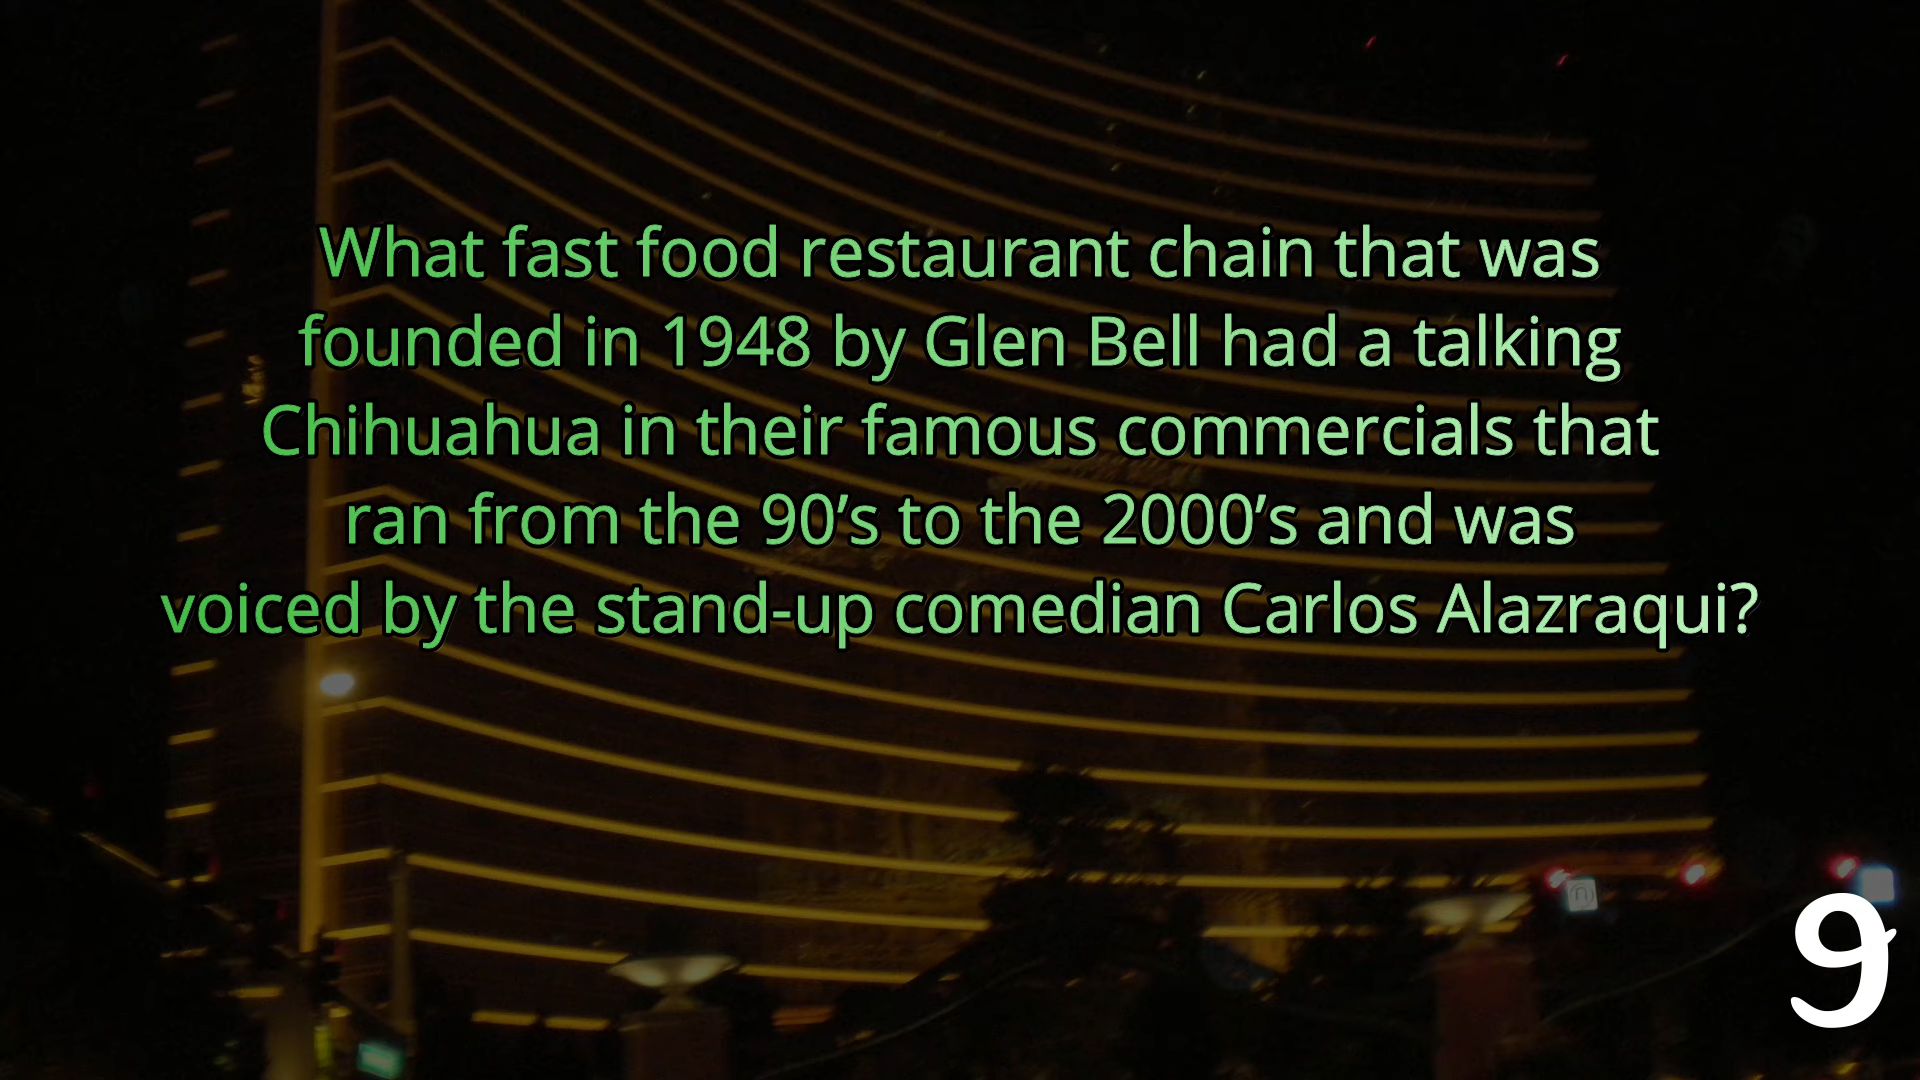 What fast food restaurant chain that was
founded in 1948 by Glen Bell had a talking
Chihuahua in their famous commercials that
ran from the 90’s to the 2000’s and was
voiced by the stand-up comedian Carlos Alazraqui?
9